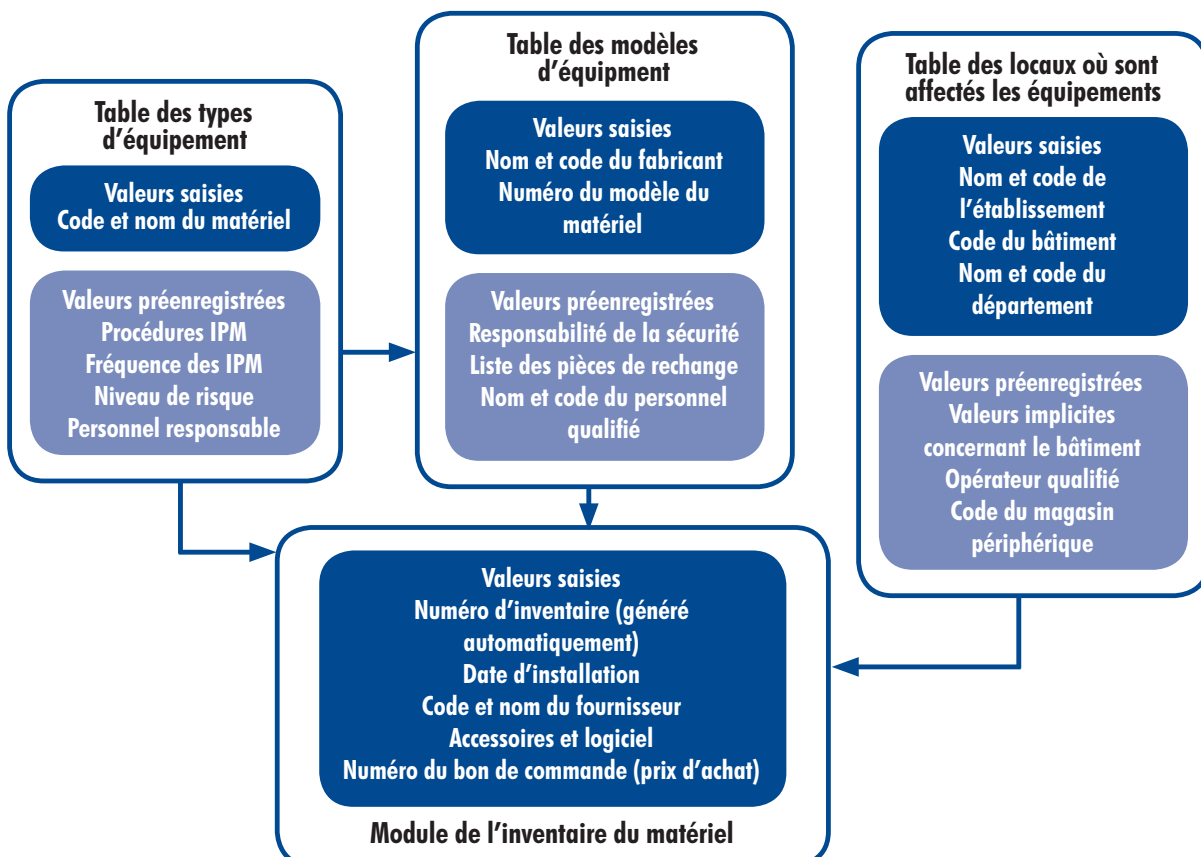 Table des types
d'équipement
Valeurs saisies
Code et nom du matériel
Valeurs préenregistrées
Procédures IPM
Fréquence des IPM
Niveau de risque
Personnel responsable
Table des modèles
d'équipment
Valeurs saisies
Nom et code du fabricant
Numéro du modèle du
matériel
Valeurs préenregistrées
Responsabilité de la sécurité
Liste des pièces de rechange
Nom et code du personnel
qualifié
Table des locaux où sont
affectés les équipements
Valeurs saisies
Nom et code de
l'établissement
Code du bâtiment
Nom et code du
département
Valeurs préenregistrées
Valeurs implicites
concernant le bâtiment
Opérateur qualifié
Code du magasin
périphérique
Valeurs saisies
Numéro d'inventaire (généré
automatiquement)
Date d'installation
Code et nom du fournisseur
Accessoires et logiciel
Numéro du bon de commande (prix d'achat)
Module de l'inventaire du matériel